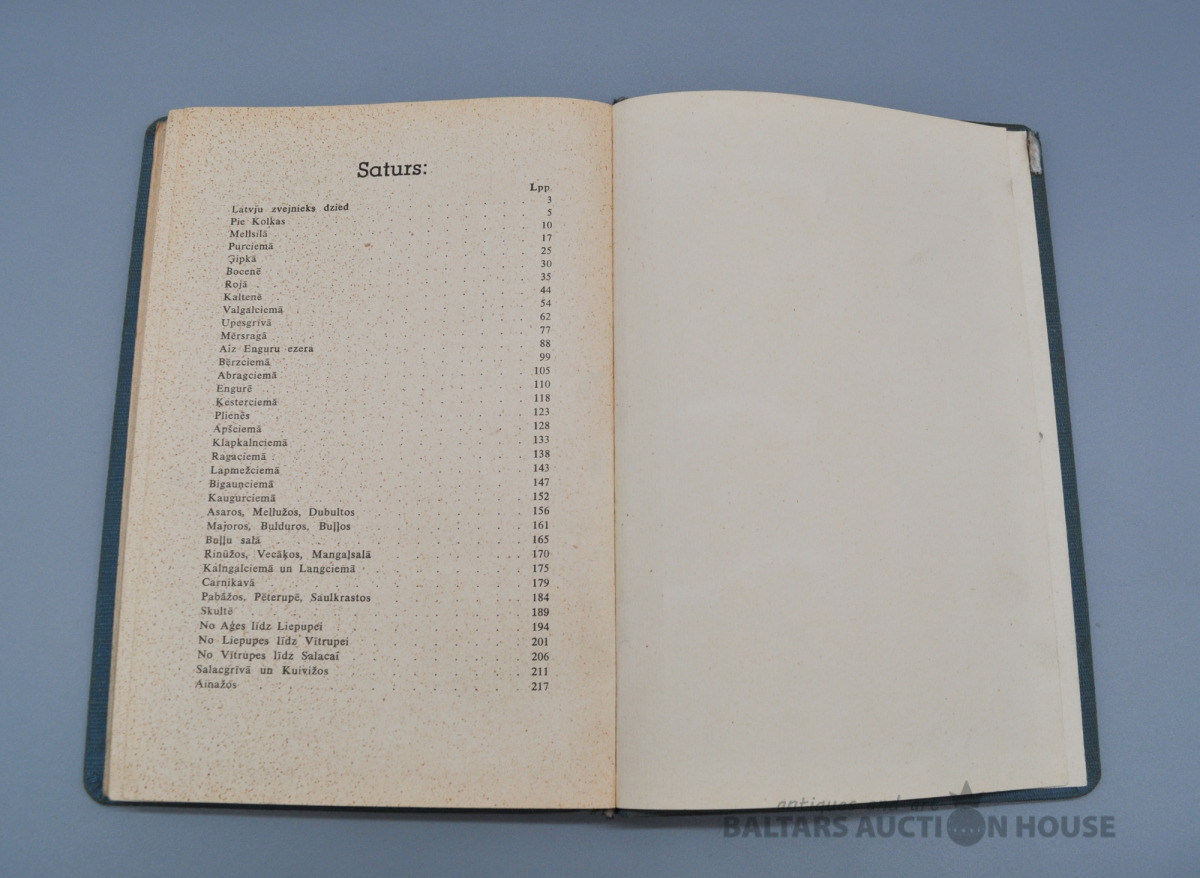 Saturs:
Lpp.
Latvju zvejnieks dzied 3
Pie Kolkas 5
Mellsilā 10
Purciemā 17
Ģipkā 25
Bocenē 30
Rojā 35
Kaltenē 44
Valgalciemā 54
Upesgrīvā 62
Mērsragā 77
Aiz Enguru ezera 88
Bērzciemā 99
Abragciemā 105
Engurē 110
Ķesterciemā 118
Plieņēs 123
Apšciemā 128
Klapkalnciemā 133
Ragaciemā 138
Lapmežciemā 143
Bigauņciemā 147
Kaugurciemā 152
Asaros, Mellužos, Dubultos 156
Majoros, Bulduros, Buļļos 161
Buļļu salā 165
Rinūžos, Vecāķos, Mangaļsalā 170
Kalngalciemā un Langciemā 175
Carnikavā 179
Pabažos, Pēterupē, Saulkrastos 184
Skultē 189
No Aģes līdz Liepupei 194
No Liepupes līdz Vitrupei 201
No Vitrupes līdz Salacai 206
Salacgrīvā un Kuivižos 211
Ainažos 217
antiques and art
BALTARS AUCTION HOUSE